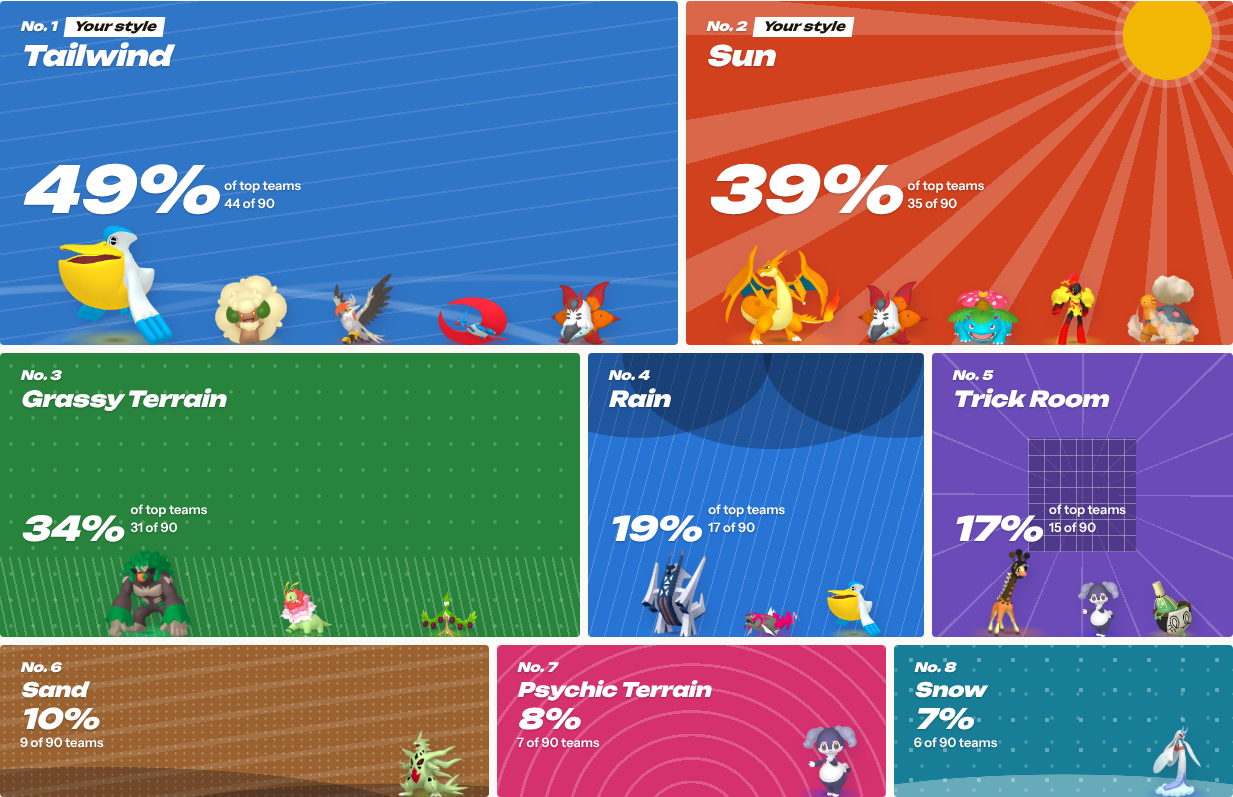 No. 1 Your style
Tailwind
49%
of top teams
44 of 90
No. 2 Your style
Sun
39%
of top teams
35 of 90
No. 3
Grassy Terrain
34%
of top teams
31 of 90
No. 4
Rain
19%
of top teams
17 of 90
No. 5
Trick Room
17%
of top teams
15 of 90
No. 6
Sand
10%
9 of 90 teams
No. 7
Psychic Terrain
8%
7 of 90 teams
No. 8
Snow
7%
6 of 90 teams